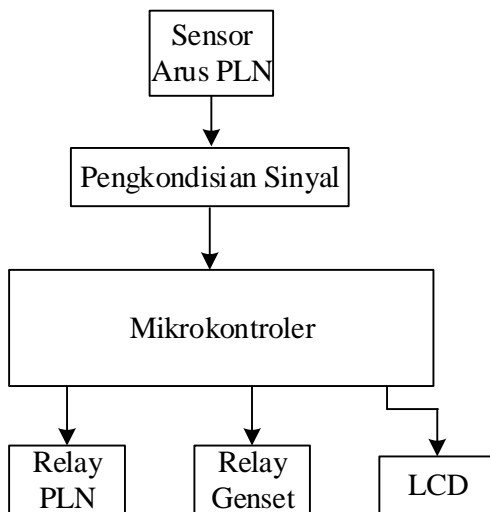 Sensor
Arus PLN
Pengkondisian Sinyal
Mikrokontroler
Relay
PLN
Relay
Genset
LCD